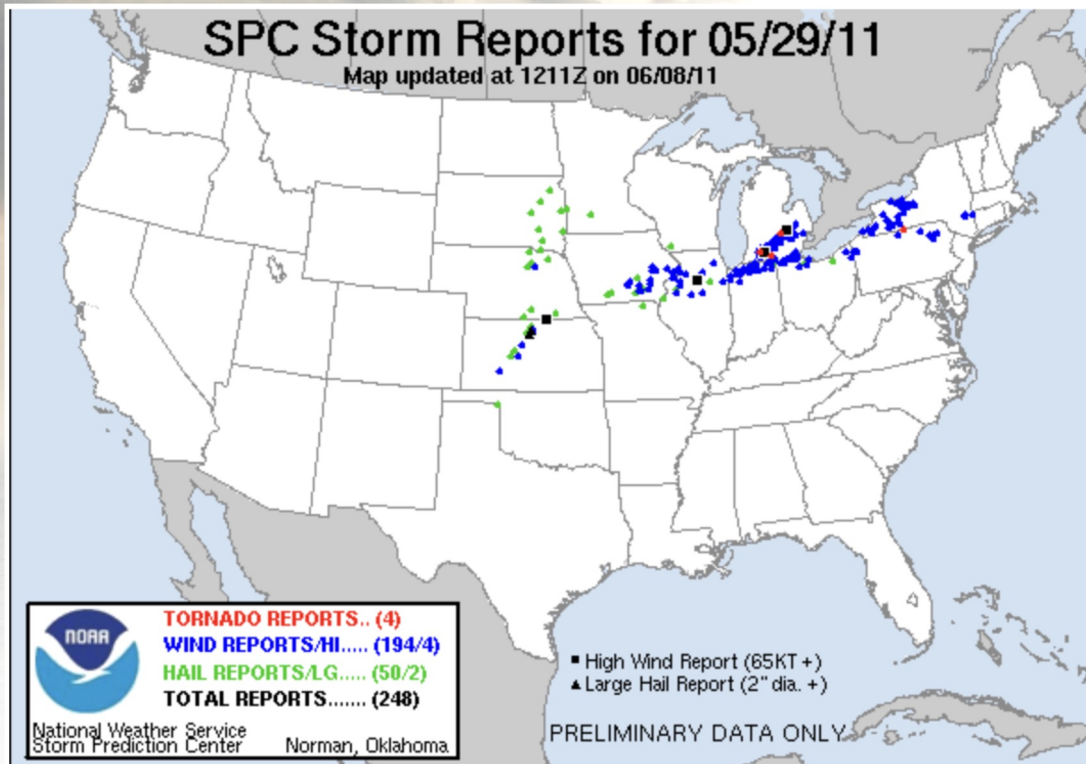 SPC Storm Reports for 05/29/11
Map updated at 1211Z on 06/08/11
NOAA
TORNADO REPORTS.. (4)
WIND REPORTS/HI..... (194/4)
HAIL REPORTS/LG..... (50/2)
TOTAL REPORTS....... (248)
National Weather Service
Storm Prediction Center Norman, Oklahoma
High Wind Report (65KT +)
Large Hail Report (2" dia. +)
PRELIMINARY DATA ONLY